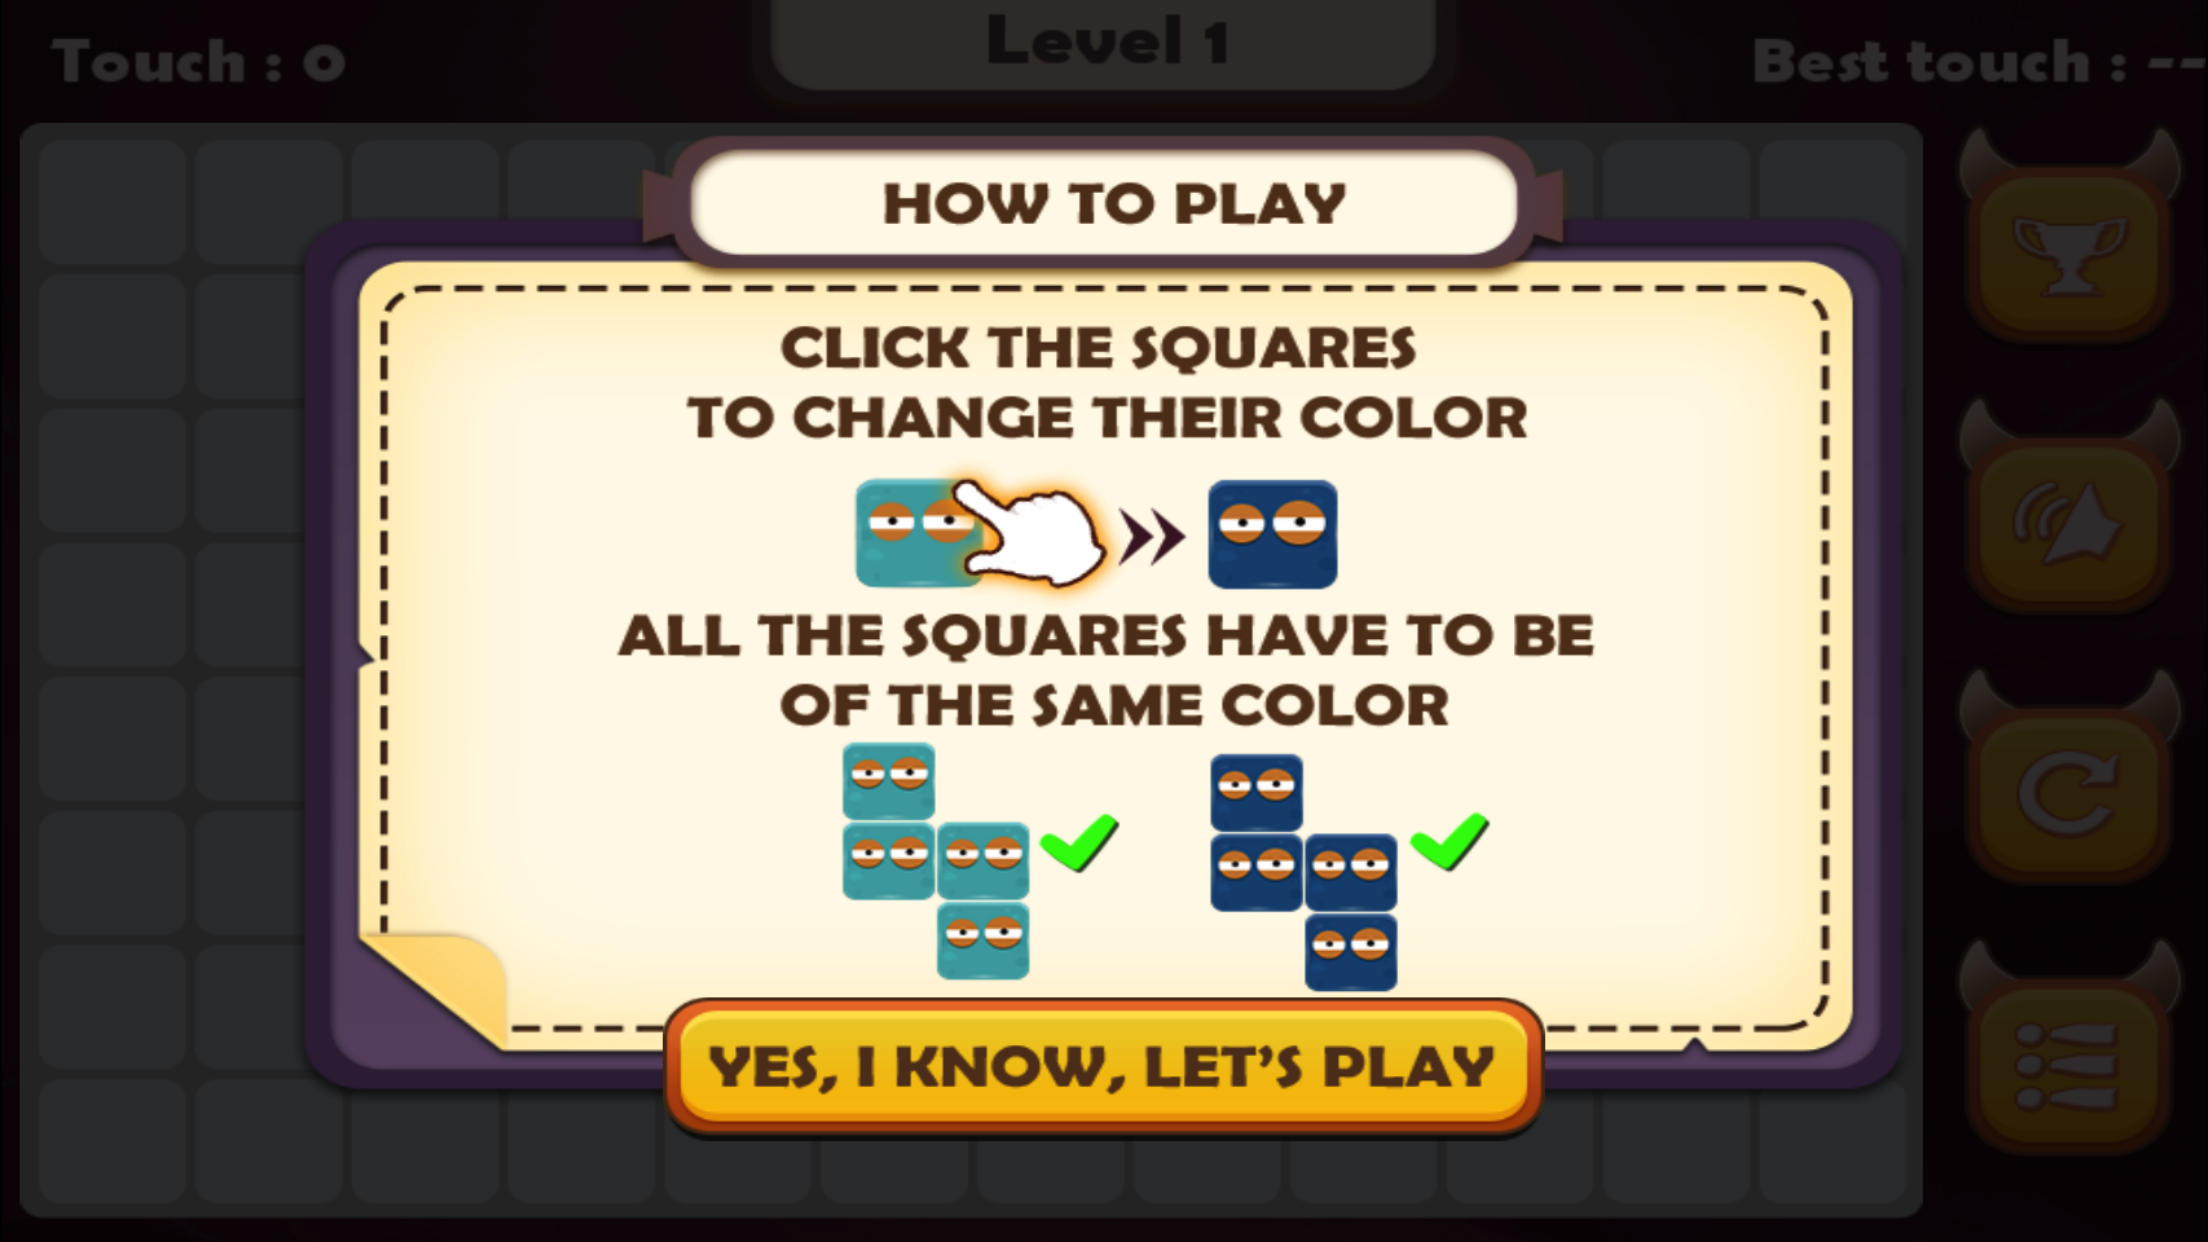 Touch : 0
Level 1
Best touch : --
HOW TO PLAY
CLICK THE SQUARES
TO CHANGE THEIR COLOR
ALL THE SQUARES HAVE TO BE
OF THE SAME COLOR
YES, I KNOW, LET'S PLAY